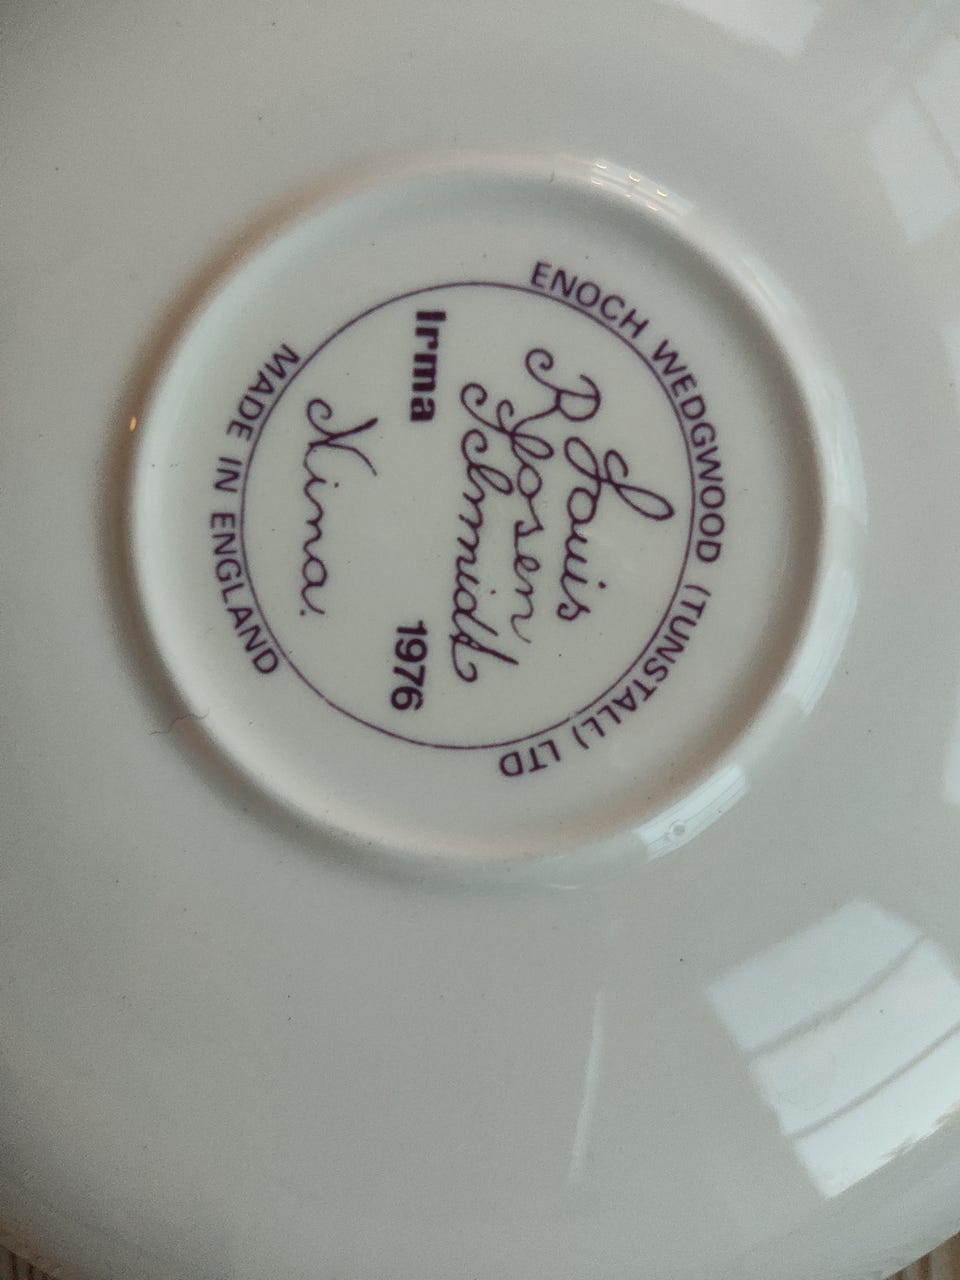 ENOCH WEDGWOOD (TUNSTALL) LTD
Louis
Rosen
Schmidt
Irma
1976
Nina.
MADE IN ENGLAND